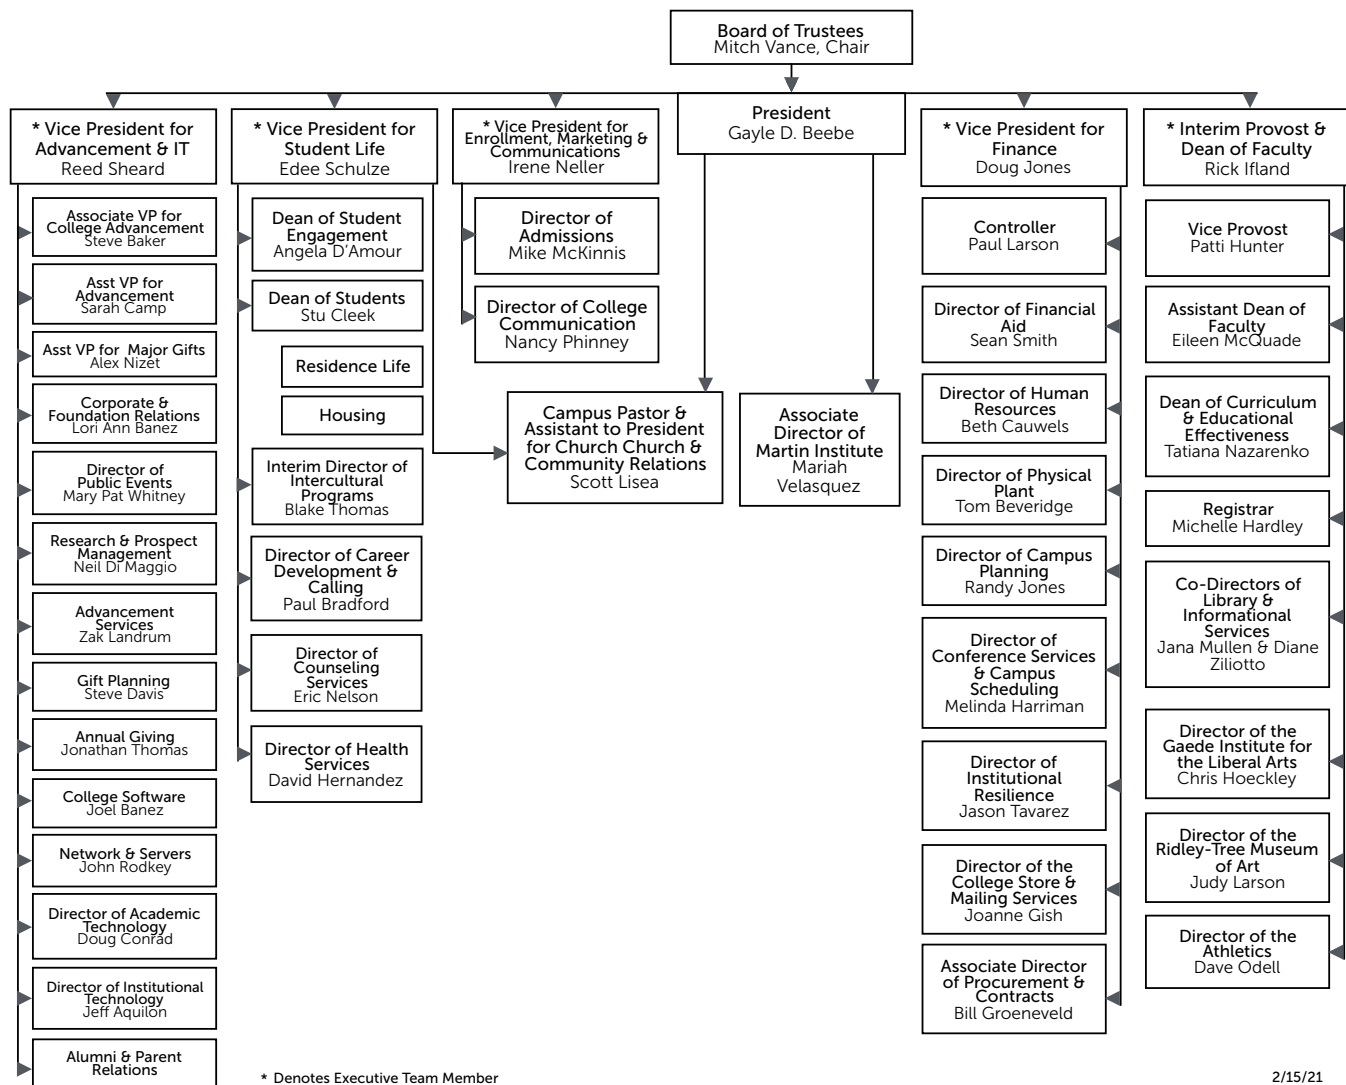 Board of Trustees
Mitch Vance, Chair
President
Gayle D. Beebe
* Vice President for
Advancement & IT
Reed Sheard
Associate VP for
College Advancement
Steve Baker
Asst VP for
Advancement
Sarah Camp
Asst VP for Major Gifts
Alex Nizet
Corporate &
Foundation Relations
Lori Ann Banez
Director of
Public Events
Mary Pat Whitney
Research & Prospect
Management
Neil Di Maggio
Advancement
Services
Zak Landrum
Gift Planning
Steve Davis
Annual Giving
Jonathan Thomas
College Software
Joel Banez
Network & Servers
John Rodkey
Director of Academic
Technology
Doug Conrad
Director of Institutional
Technology
Jeff Aquilon
Alumni & Parent
Relations
* Vice President for
Student Life
Edee Schulze
Dean of Student
Engagement
Angela D'Amour
Dean of Students
Stu Cleek
Residence Life
Housing
Interim Director of
Intercultural
Programs
Blake Thomas
Director of Career
Development &
Calling
Paul Bradford
Director of
Counseling
Services
Eric Nelson
Director of Health
Services
David Hernandez
* Vice President for
Enrollment, Marketing &
Communications
Irene Neller
Director of
Admissions
Mike McKinnis
Director of College
Communication
Nancy Phinney
Campus Pastor &
Assistant to President
for Church Church &
Community Relations
Scott Lisea
Associate
Director of
Martin Institute
Mariah
Velasquez
* Vice President for
Finance
Doug Jones
Controller
Paul Larson
Director of Financial
Aid
Sean Smith
Director of Human
Resources
Beth Cauwels
Director of Physical
Plant
Tom Beveridge
Director of Campus
Planning
Randy Jones
Director of
Conference Services
& Campus
Scheduling
Melinda Harriman
Director of
Institutional
Resilience
Jason Tavarez
Director of the
College Store &
Mailing Services
Joanne Gish
Associate Director
of Procurement &
Contracts
Bill Groeneveld
* Interim Provost &
Dean of Faculty
Rick Ifland
Vice Provost
Patti Hunter
Assistant Dean of
Faculty
Eileen McQuade
Dean of Curriculum
& Educational
Effectiveness
Tatiana Nazarenko
Registrar
Michelle Hardley
Co-Directors of
Library &
Informational
Services
Jana Mullen & Diane
Ziliotto
Director of the
Gaede Institute for
the Liberal Arts
Chris Hoeckley
Director of the
Ridley-Tree Museum
of Art
Judy Larson
Director of the
Athletics
Dave Odell
* Denotes Executive Team Member
2/15/21